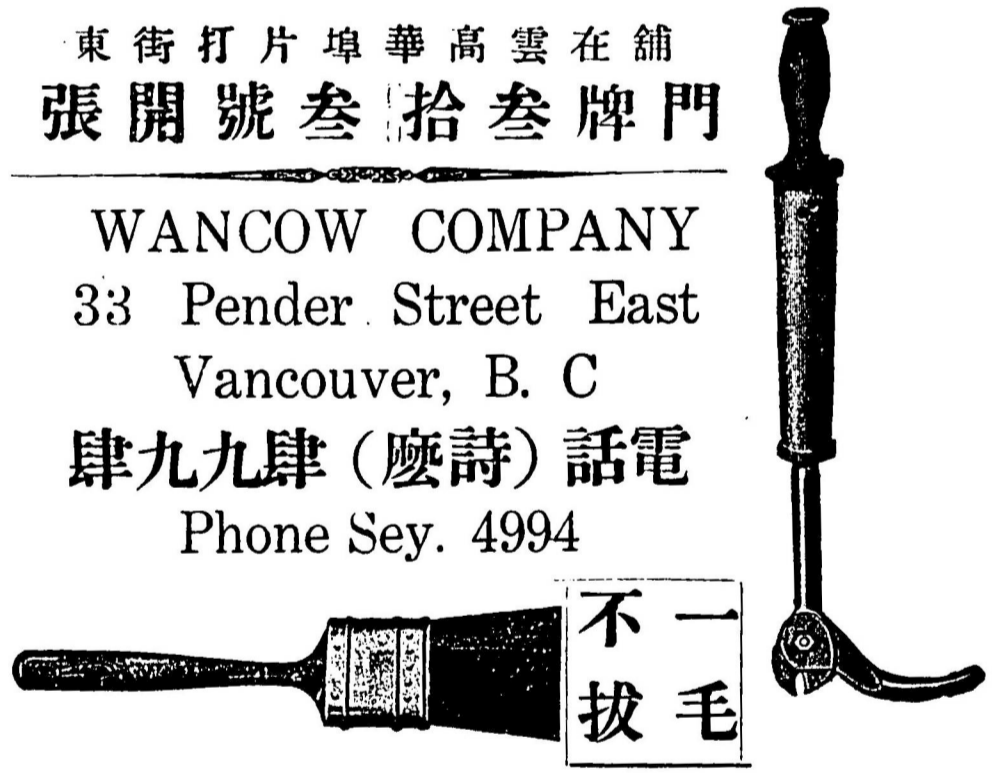 舖在雲高華埠片打街東
門牌叁拾叁號開張
WANCOW COMPANY
33 Pender Street East
Vancouver, B. C
電話（詩麽）肆九九肆
Phone Sey. 4994
一毛
不拔